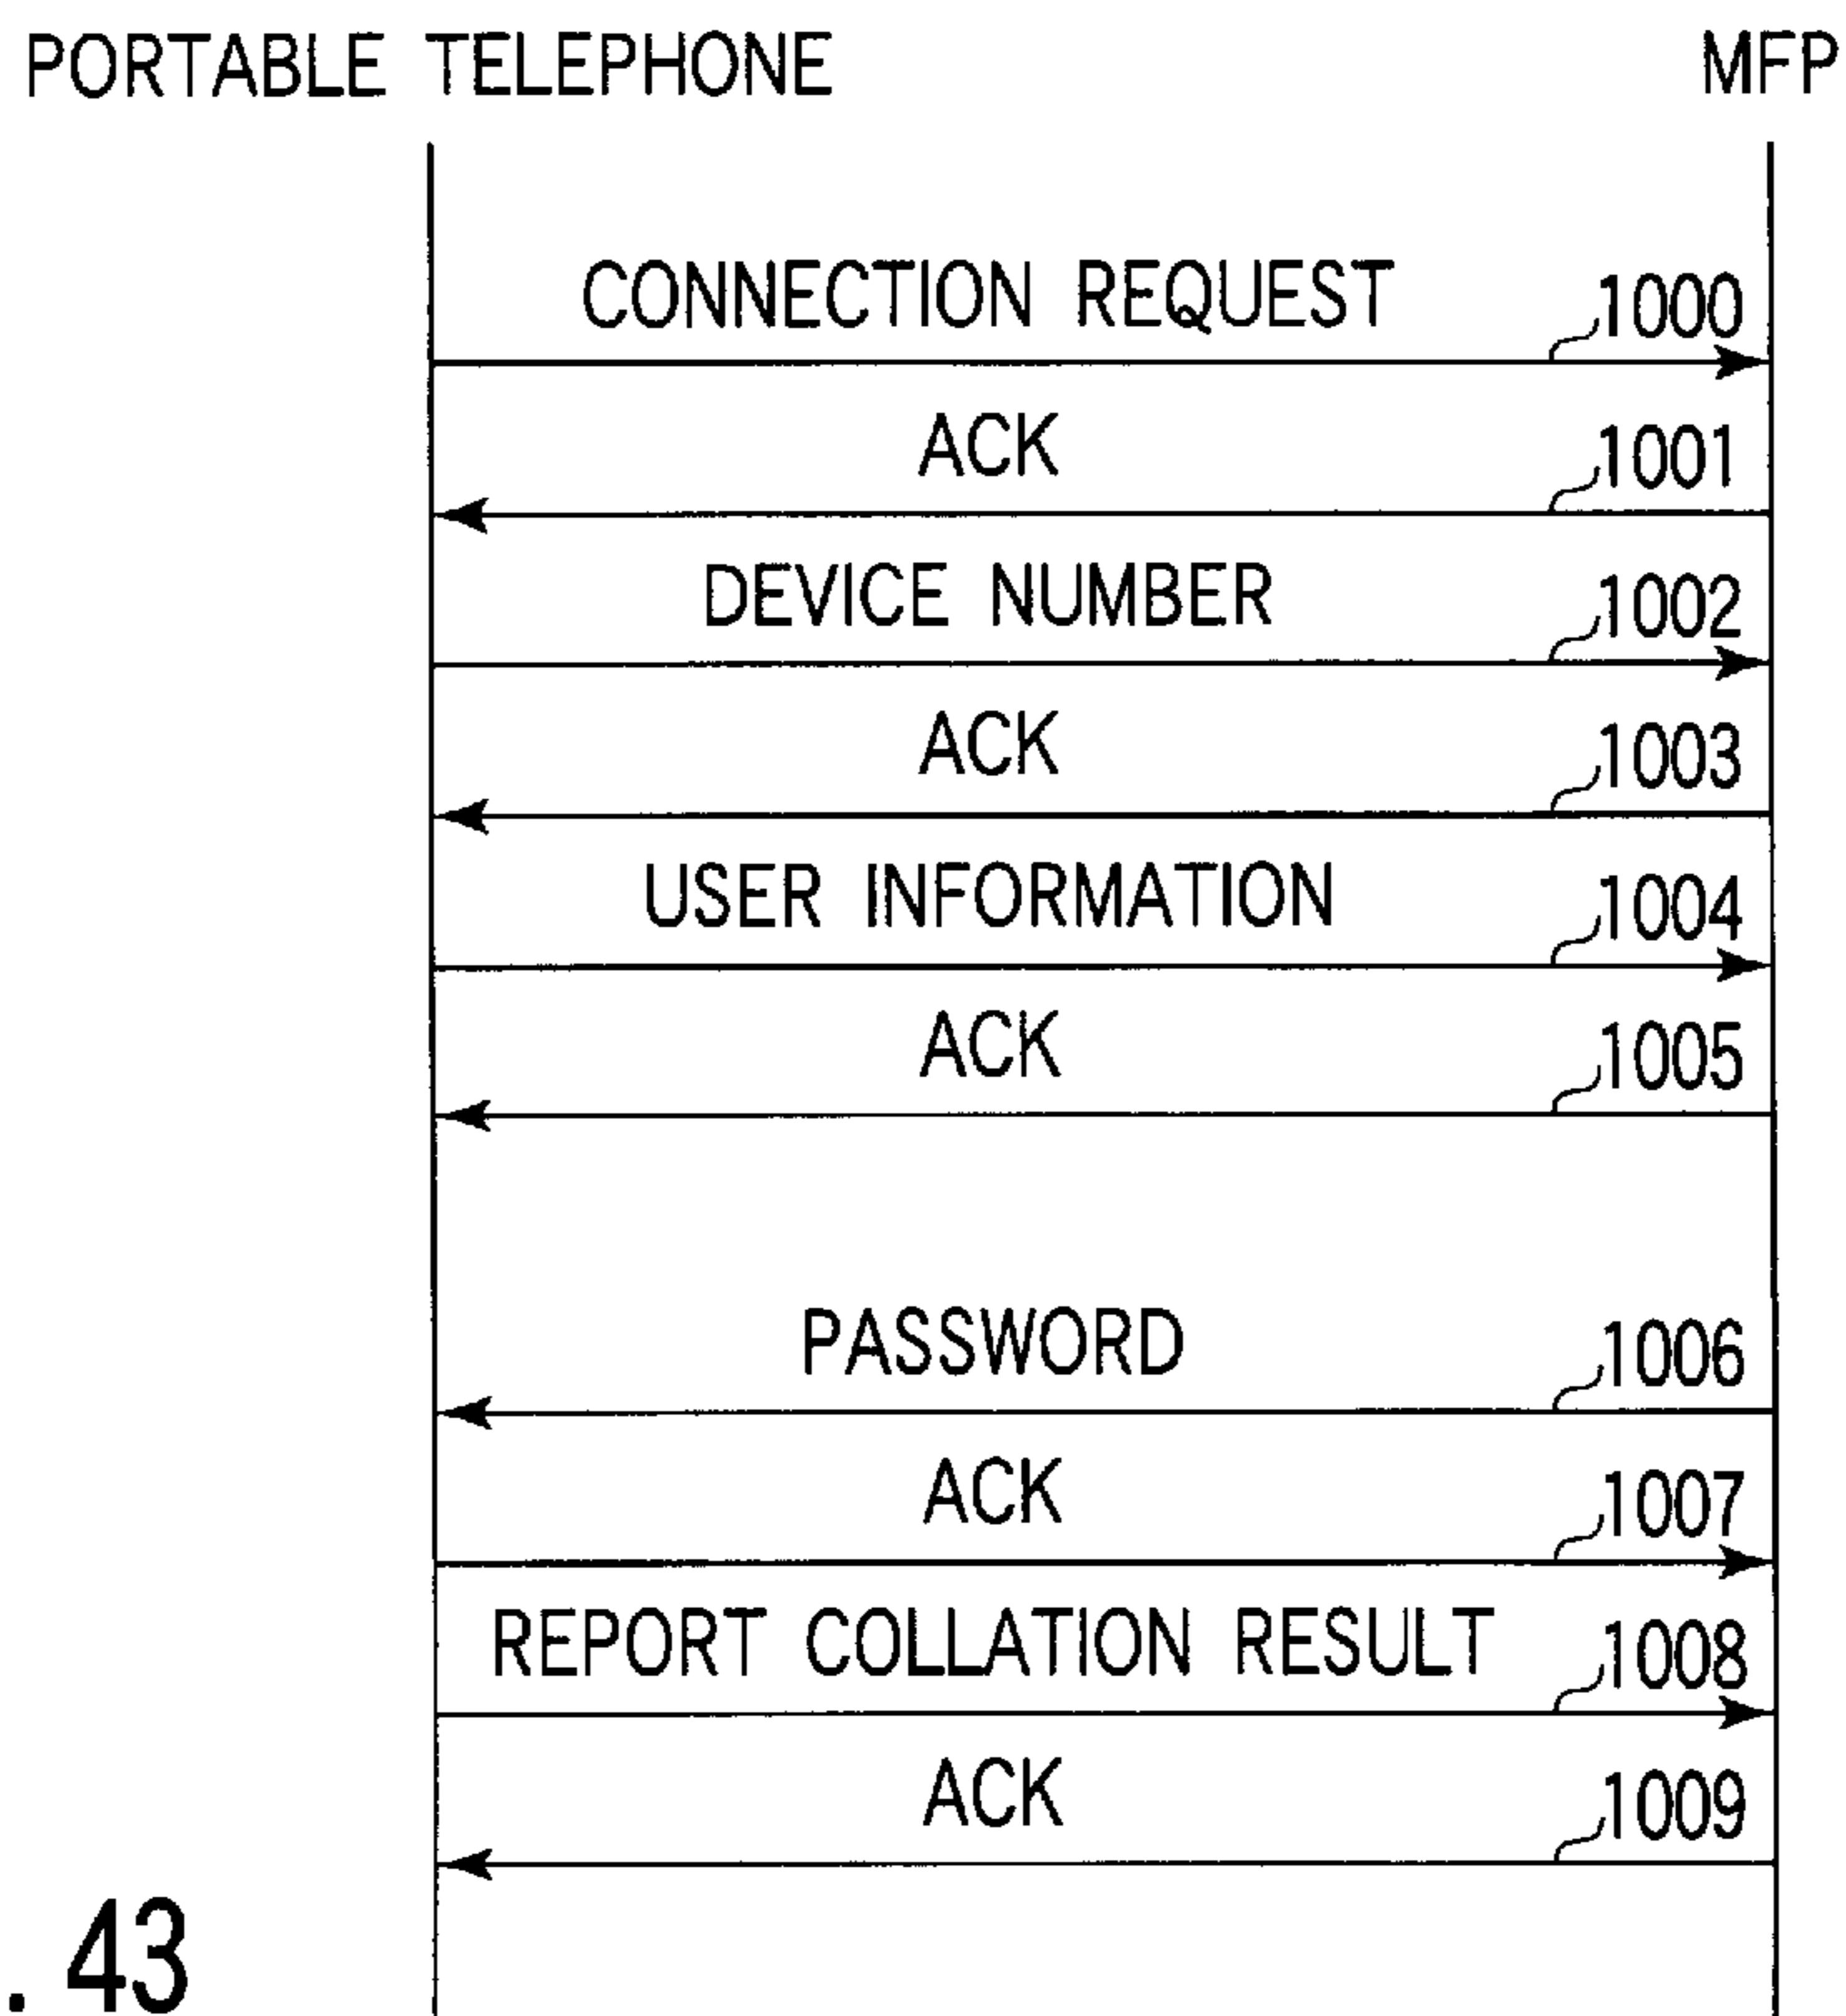 PORTABLE TELEPHONE MFP
CONNECTION REQUEST 1000
ACK 1001
DEVICE NUMBER 1002
ACK 1003
USER INFORMATION 1004
ACK 1005
PASSWORD 1006
ACK 1007
REPORT COLLATION RESULT 1008
ACK 1009
. 43